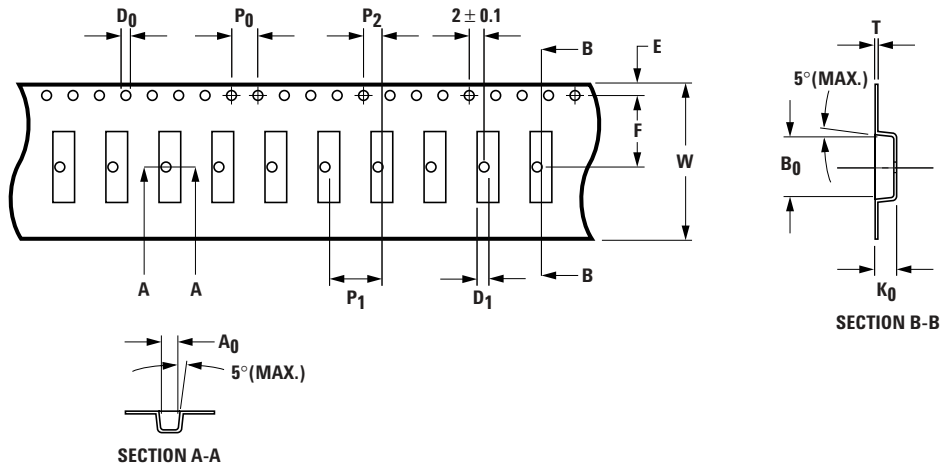 D0 P0 P2 2 ± 0.1 B E T
5°(MAX.)
F
W
B0
A A P1 D1 B
K0
SECTION B-B
A0
5°(MAX.)
SECTION A-A